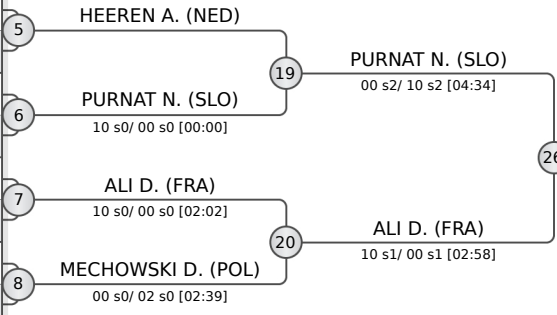 HEEREN A. (NED)
5
19
PURNAT N. (SLO)
00 s2/ 10 s2 [04:34]
PURNAT N. (SLO)
6
10 s0/ 00 s0 [00:00]
26
ALI D. (FRA)
7
10 s0/ 00 s0 [02:02]
20
ALI D. (FRA)
10 s1/ 00 s1 [02:58]
MECHOWSKI D. (POL)
8
00 s0/ 02 s0 [02:39]